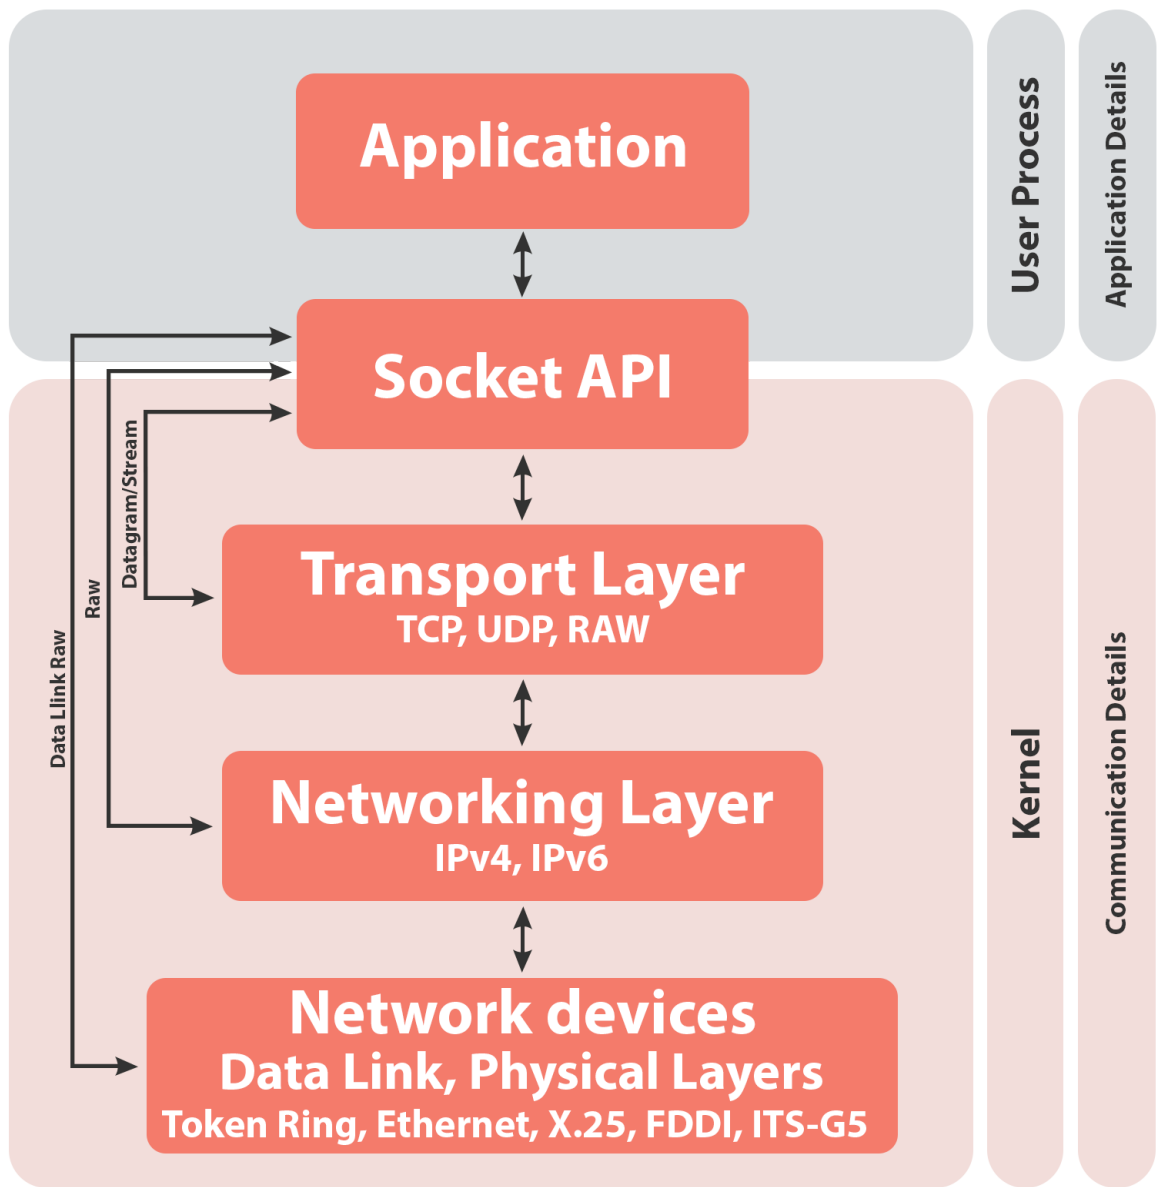 Application
Socket API
Transport Layer
TCP, UDP, RAW
Networking Layer
IPv4, IPv6
Network devices
Data Link, Physical Layers
Token Ring, Ethernet, X.25, FDDI, ITS-G5
Datagram/Stream
Raw
Data Llink Raw
User Process
Application Details
Kernel
Communication Details